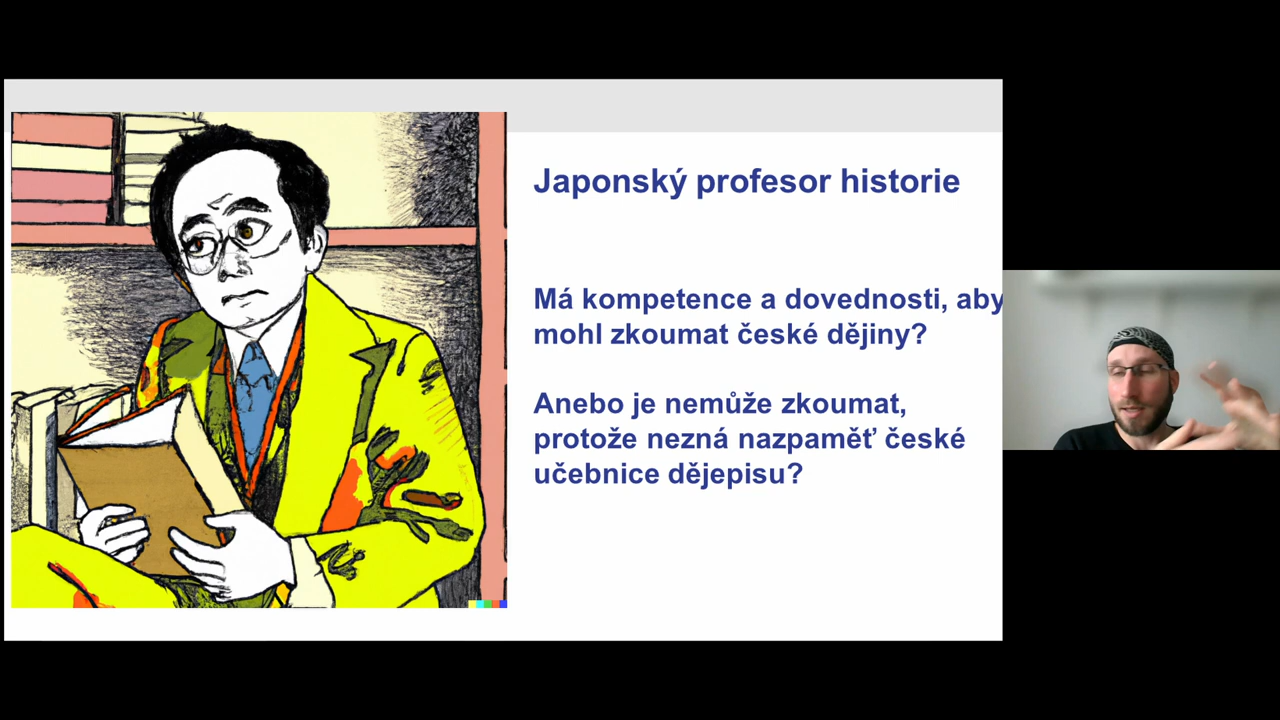 Japonský profesor historie
Má kompetence a dovednosti, aby
mohl zkoumat české dějiny?
Anebo je nemůže zkoumat,
protože nezná nazpaměť české
učebnice dějepisu?